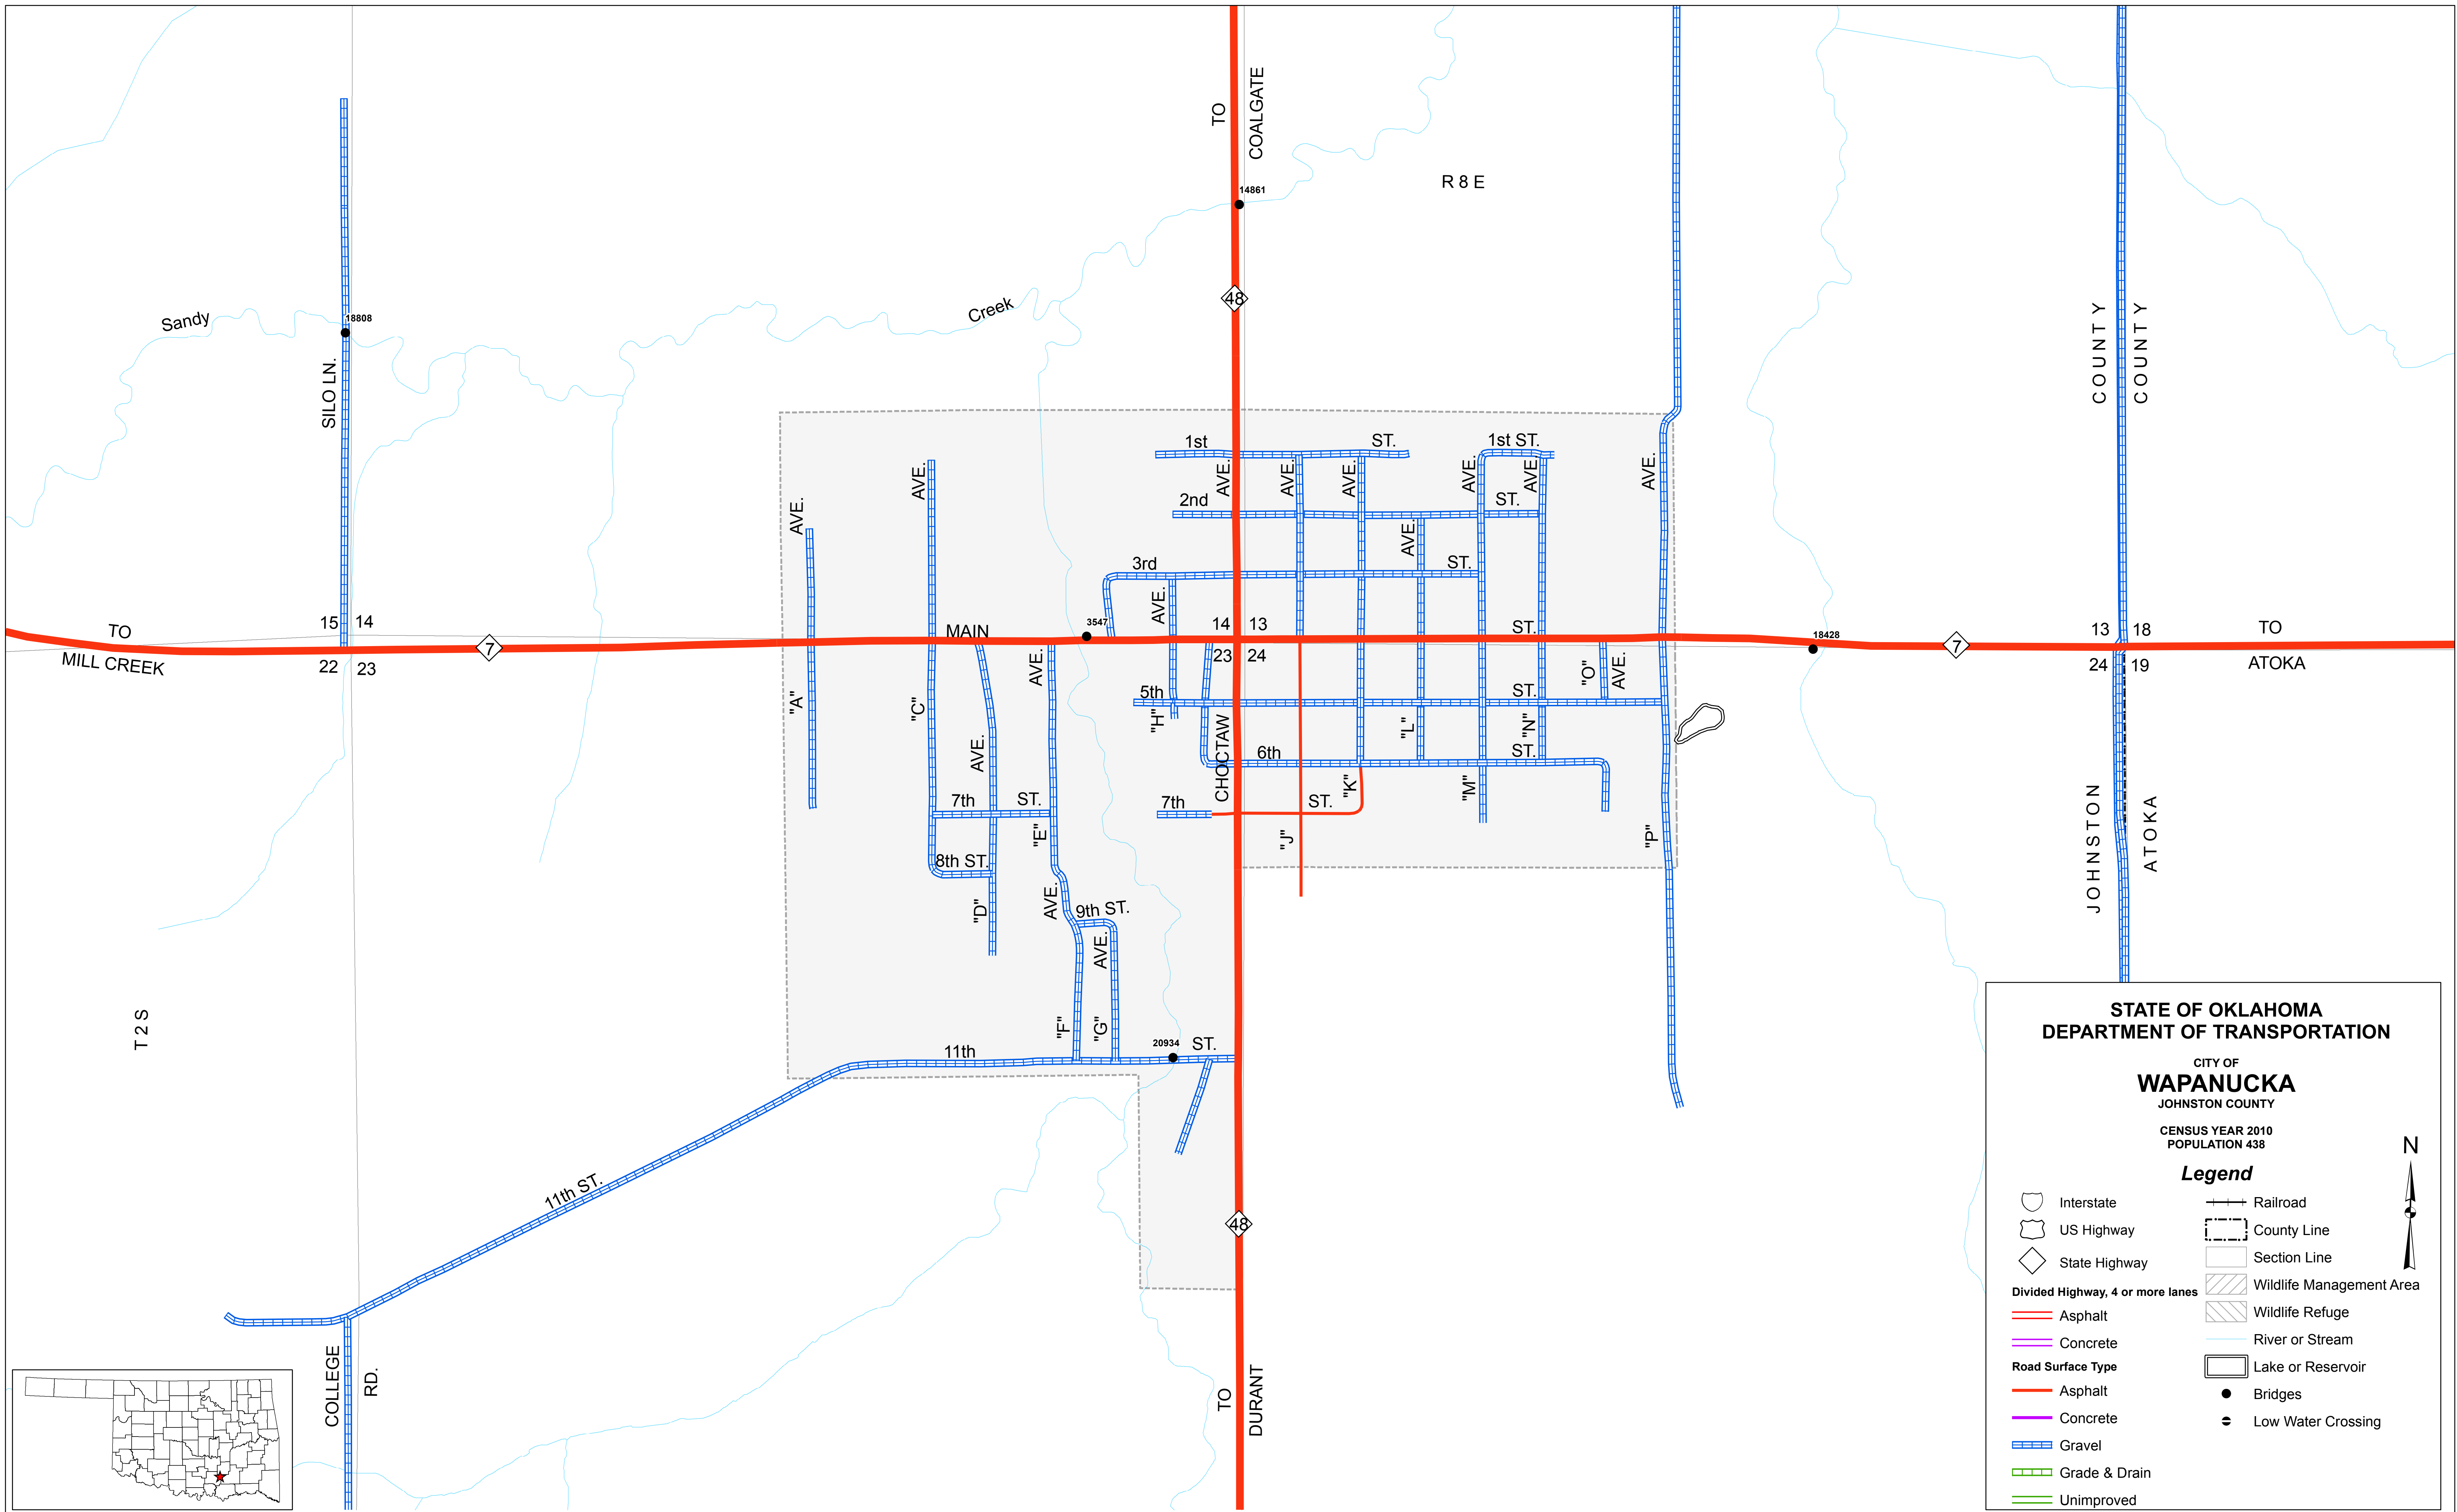 TO
COALGATE
R 8 E
14861
48
Sandy
Creek
18808
SILO LN.
COUNTY
COUNTY
1st
ST.
1st ST.
AVE.
AVE.
AVE.
AVE.
AVE.
AVE.
AVE.
AVE.
2nd
ST.
AVE.
3rd
ST.
AVE.
TO
MILL CREEK
15
14
22
23
7
MAIN
3547
14
13
23
24
ST.
18428
7
13
18
24
19
TO
ATOKA
AVE.
"A"
"C"
AVE.
5th
ST.
"H"
CHOCTAW
"L"
"N"
"O"
AVE.
6th
ST.
"K"
"M"
7th
ST.
7th
ST.
"E"
"J"
"P"
8th ST.
"D"
AVE.
9th ST.
AVE.
"F"
"G"
JOHNSTON
ATOKA
T 2 S
11th
20934
ST.
11th ST.
48
COLLEGE
RD.
TO
DURANT
STATE OF OKLAHOMA
DEPARTMENT OF TRANSPORTATION
CITY OF
WAPANUCKA
JOHNSTON COUNTY
CENSUS YEAR 2010
POPULATION 438
N
Legend
Interstate
US Highway
State Highway
Divided Highway, 4 or more lanes
Asphalt
Concrete
Road Surface Type
Asphalt
Concrete
Gravel
Grade & Drain
Unimproved
Railroad
County Line
Section Line
Wildlife Management Area
Wildlife Refuge
River or Stream
Lake or Reservoir
Bridges
Low Water Crossing